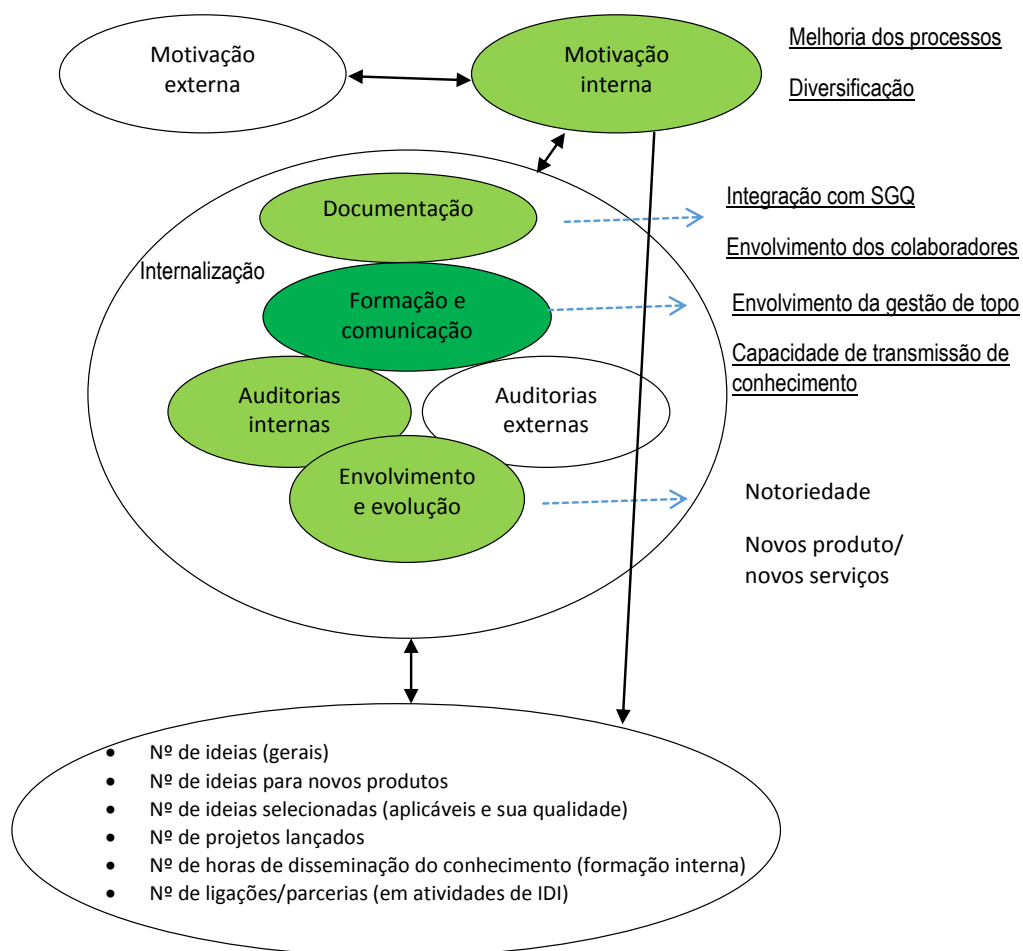 Motivação
externa
Motivação
interna
Melhoria dos processos
Diversificação
Documentação
Integração com SGQ
Envolvimento dos colaboradores
Internalização
Formação e
comunicação
Envolvimento da gestão de topo
Capacidade de transmissão de
conhecimento
Auditorias
internas
Auditorias
externas
Envolvimento
e evolução
Notoriedade
Novos produto/
novos serviços
• Nº de ideias (gerais)
• Nº de ideias para novos produtos
• Nº de ideias selecionadas (aplicáveis e sua qualidade)
• Nº de projetos lançados
• Nº de horas de disseminação do conhecimento (formação interna)
• Nº de ligações/parcerias (em atividades de IDI)